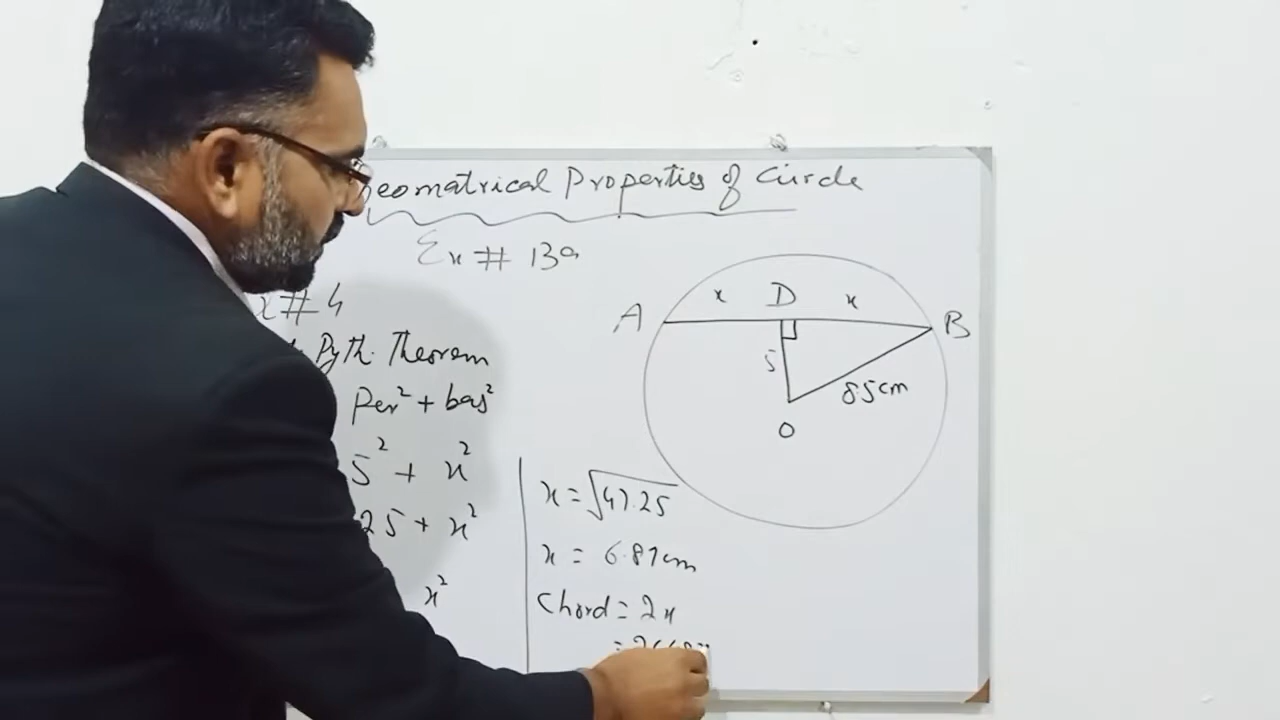 Geomatrical Properties of Circle
Ex # 13a
x # 4
Pyth. Theorem
Per² + bas²
5² + x²
25 + x²
x²
x = √47.25
x = 6.87cm
Chord = 2x
A
x
D
x
B
5
8.5cm
O